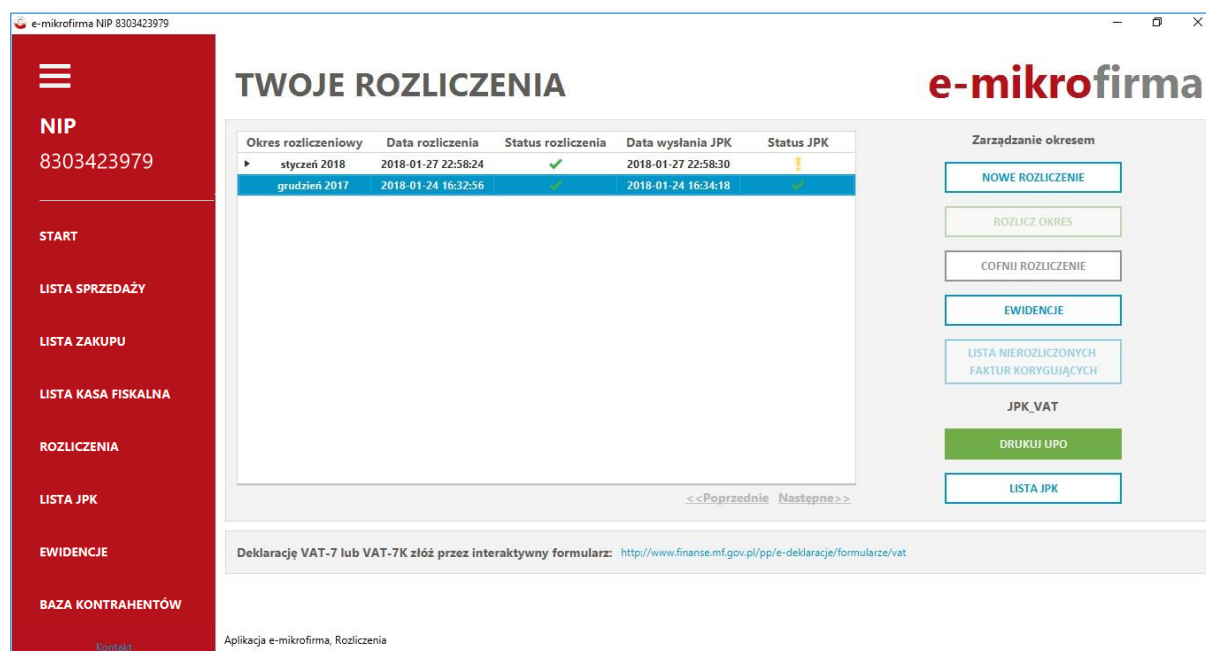 e-mikrofirma NIP 8303423979
NIP
8303423979
START
LISTA SPRZEDAŻY
LISTA ZAKUPU
LISTA KASA FISKALNA
ROZLICZENIA
LISTA JPK
EWIDENCJE
BAZA KONTRAHENTÓW
Kontakt
TWOJE ROZLICZENIA
e-mikrofirma
Okres rozliczeniowy Data rozliczenia Status rozliczenia Data wysłania JPK Status JPK
styczeń 2018 2018-01-27 22:58:24 2018-01-27 22:58:30
grudzień 2017 2018-01-24 16:32:56 2018-01-24 16:34:18
<<Poprzednie Następne>>
Zarządzanie okresem
NOWE ROZLICZENIE
ROZLICZ OKRES
COFNIJ ROZLICZENIE
EWIDENCJE
LISTA NIEROZLICZONYCH
FAKTUR KORYGUJĄCYCH
JPK_VAT
DRUKUJ UPO
LISTA JPK
Deklarację VAT-7 lub VAT-7K złóż przez interaktywny formularz: http://www.finanse.mf.gov.pl/pp/e-deklaracje/formularze/vat
Aplikacja e-mikrofirma, Rozliczenia